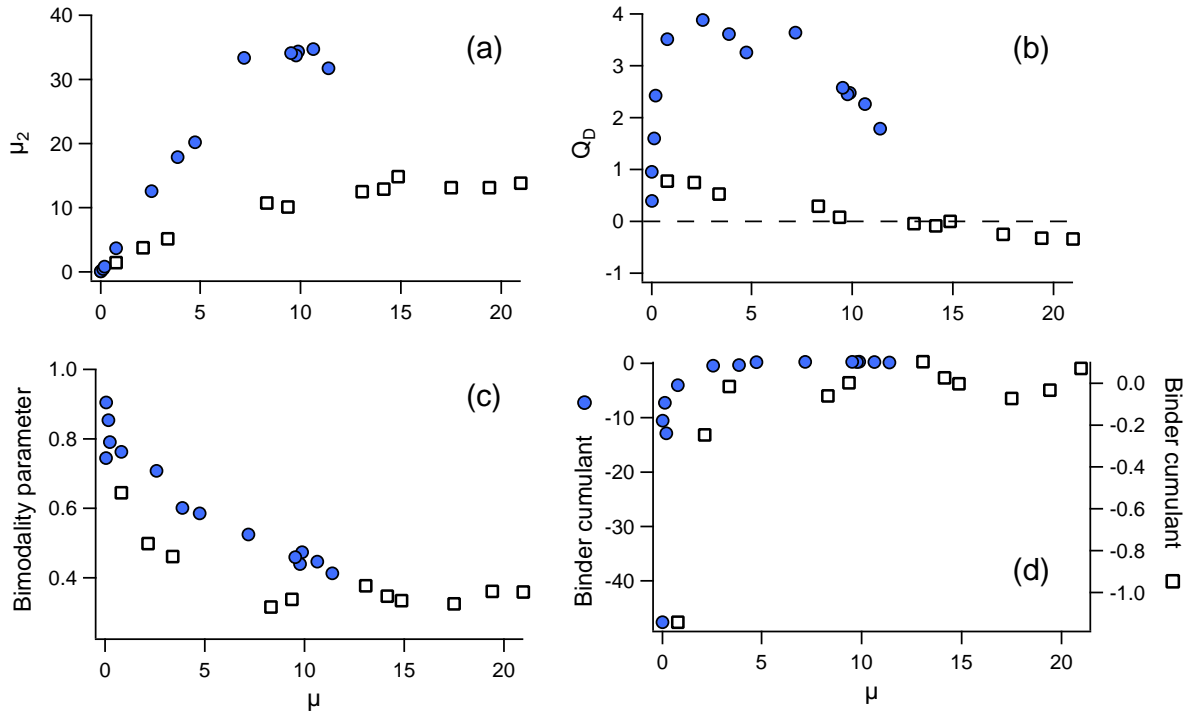 40
30
20
10
0
μ2
(a)
0 5 10 15 20
4
3
2
1
0
-1
QD
(b)
0 5 10 15 20
1.0
0.8
0.6
0.4
Bimodality parameter
(c)
0 5 10 15 20
μ
0
-10
-20
-30
-40
Binder cumulant
(d)
0.0
-0.2
-0.4
-0.6
-0.8
-1.0
Binder cumulant
0 5 10 15 20
μ